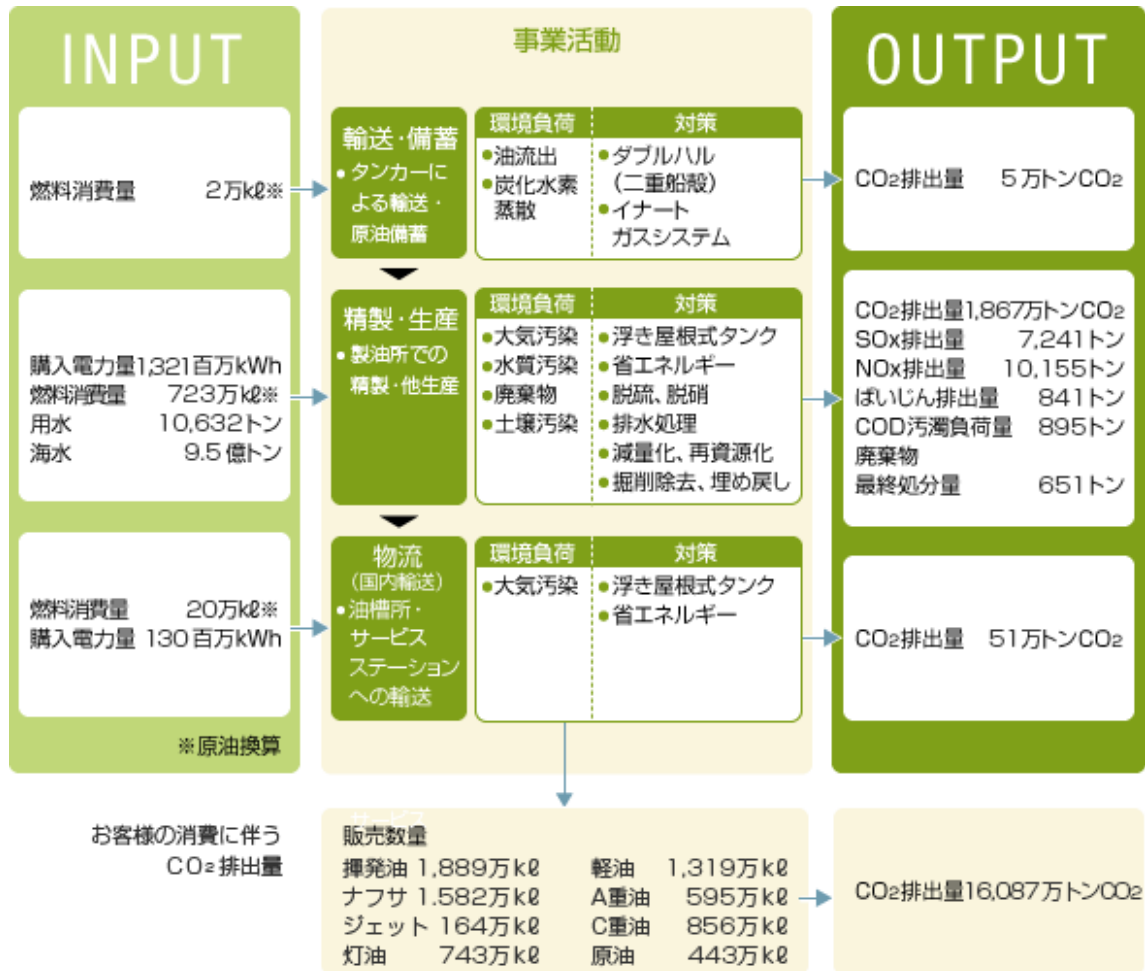 INPUT
事業活動
OUTPUT
燃料消費量 2万kℓ※
輸送・備蓄
•タンカーに
よる輸送・
原油備蓄
環境負荷 対策
•油流出
•炭化水素
蒸散
•ダブルハル
(二重船殻)
•イナート
ガスシステム
CO2排出量 5万トンCO2
購入電力量1,321百万kWh
燃料消費量 723万kℓ※
用水 10,632トン
海水 9.5億トン
精製・生産
•製油所での
精製・他生産
環境負荷 対策
•大気汚染
•水質汚染
•廃棄物
•土壌汚染
•浮き屋根式タンク
•省エネルギー
•脱硫、脱硝
•排水処理
•減量化、再資源化
•掘削除去、埋め戻し
CO2排出量1,867万トンCO2
SOx排出量 7,241トン
NOx排出量 10,155トン
ばいじん排出量 841トン
COD汚濁負荷量 895トン
廃棄物
最終処分量 651トン
燃料消費量 20万kℓ※
購入電力量 130百万kWh
物流
(国内輸送)
•油槽所・
サービス
ステーション
への輸送
環境負荷 対策
•大気汚染
•浮き屋根式タンク
•省エネルギー
CO2排出量 51万トンCO2
※原油換算
お客様の消費に伴う
CO2排出量
サービス
販売数量
揮発油 1,889万kℓ 軽油 1,319万kℓ
ナフサ 1.582万kℓ A重油 595万kℓ
ジェット 164万kℓ C重油 856万kℓ
灯油 743万kℓ 原油 443万kℓ
CO2排出量16,087万トンCO2